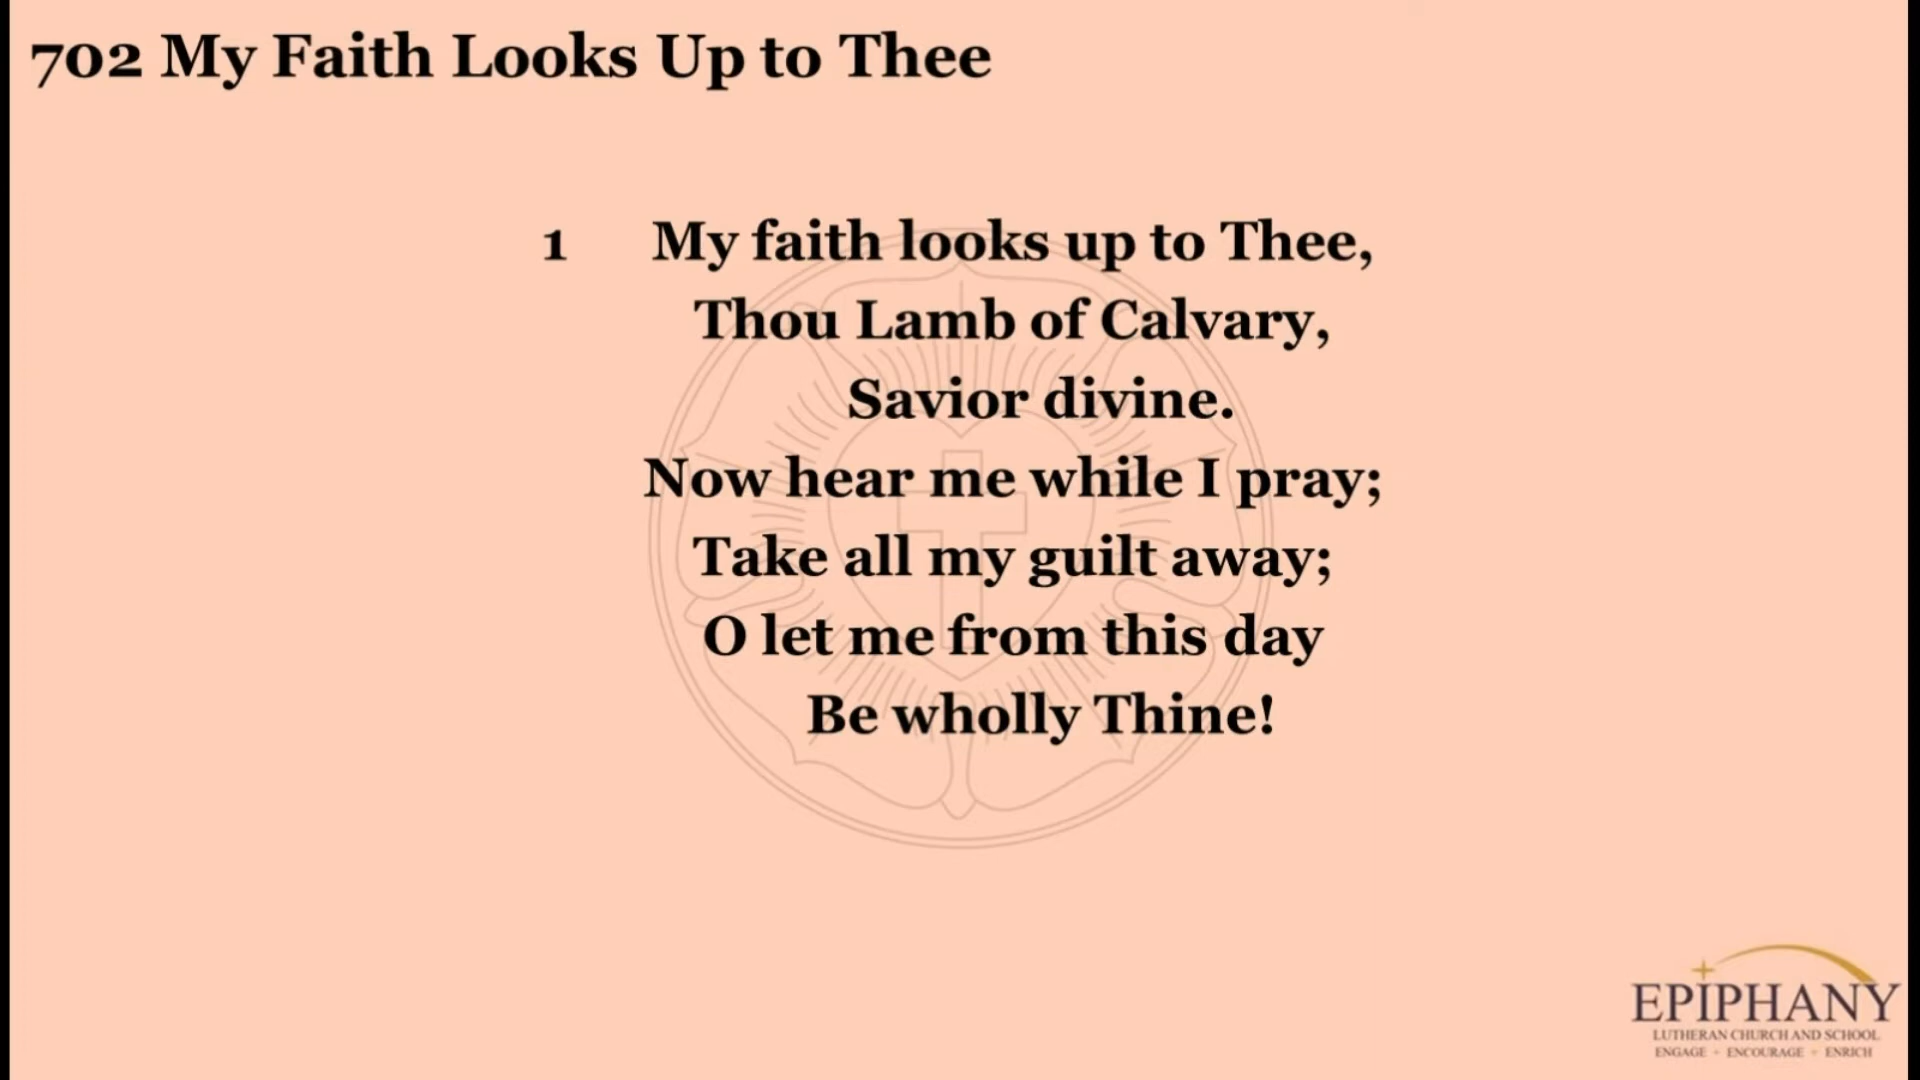 702 My Faith Looks Up to Thee
1 My faith looks up to Thee,
Thou Lamb of Calvary,
Savior divine.
Now hear me while I pray;
Take all my guilt away;
O let me from this day
Be wholly Thine!
EPIPHANY
LUTHERAN CHURCH AND SCHOOL
ENGAGE • ENCOURAGE • ENRICH